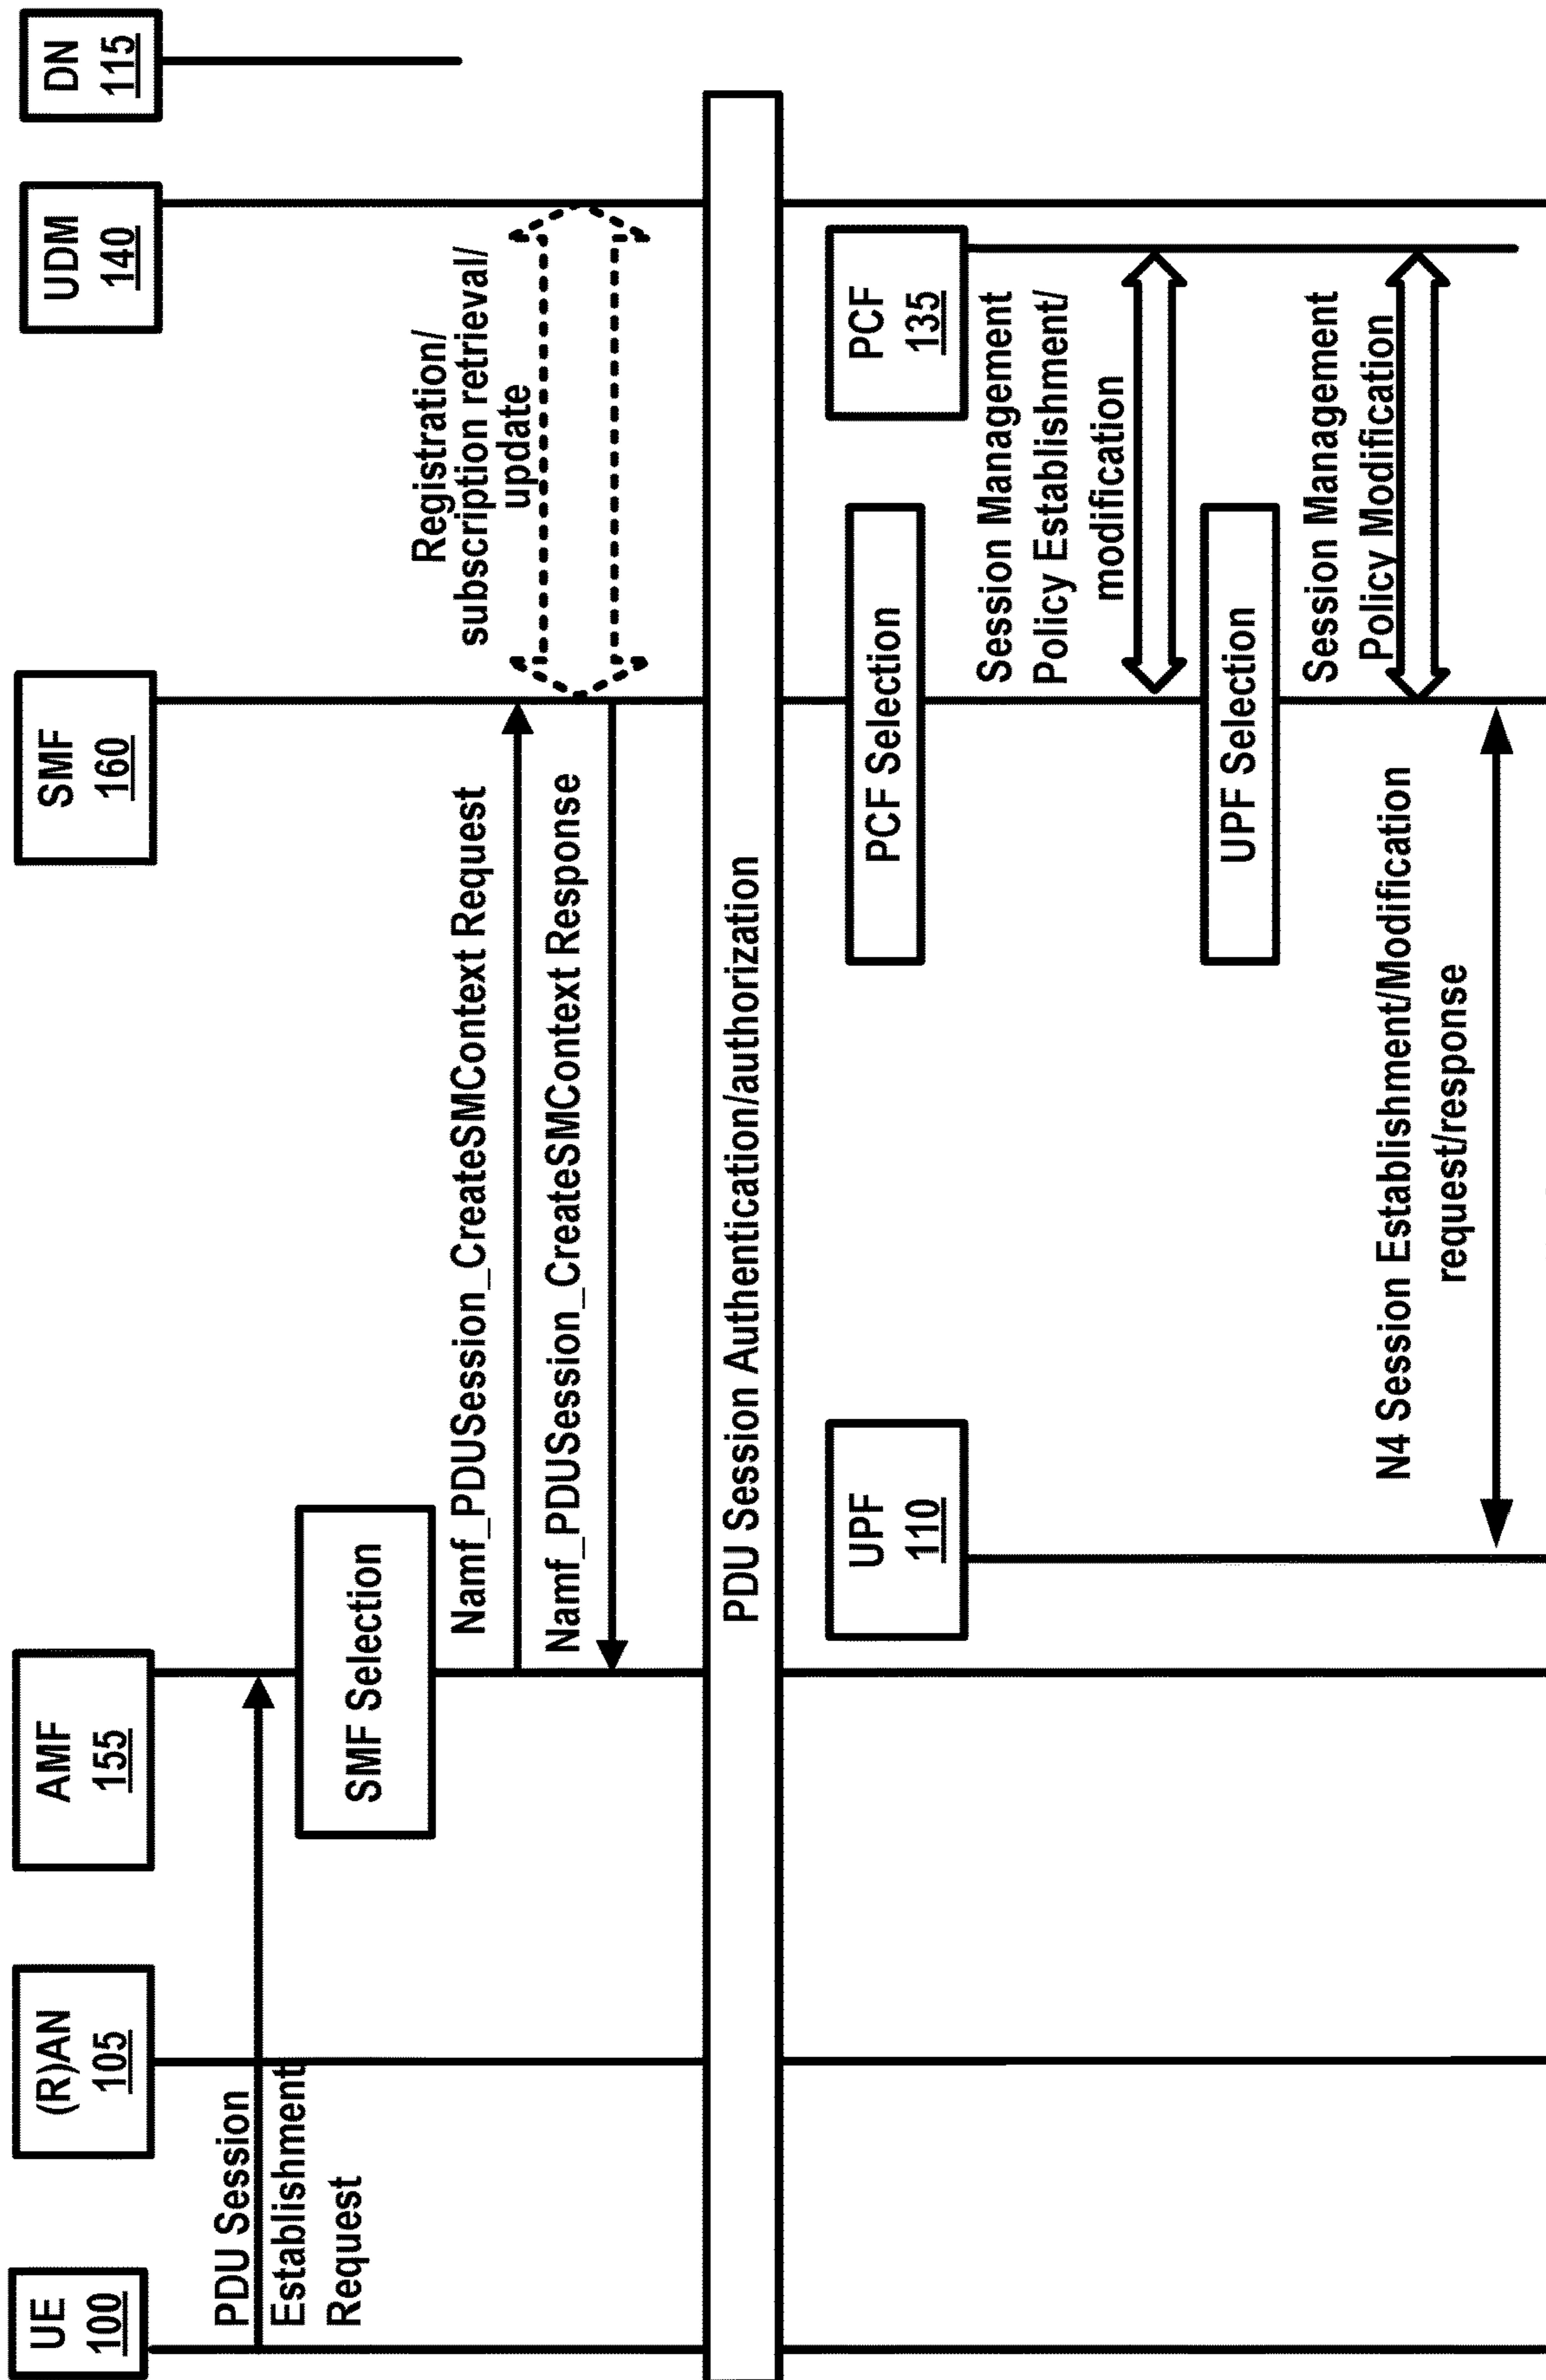 UE
100
(R)AN
105
AMF
155
SMF
160
UDM
140
DN
115
PDU Session
Establishment
Request
SMF Selection
Namf_PDUSession_CreateSMContext Request
Registration/
subscription retrieval/
update
Namf_PDUSession_CreateSMContext Response
PDU Session Authentication/authorization
UPF
110
PCF Selection
PCF
135
Session Management
Policy Establishment/
modification
UPF Selection
Session Management
Policy Modification
N4 Session Establishment/Modification
request/response